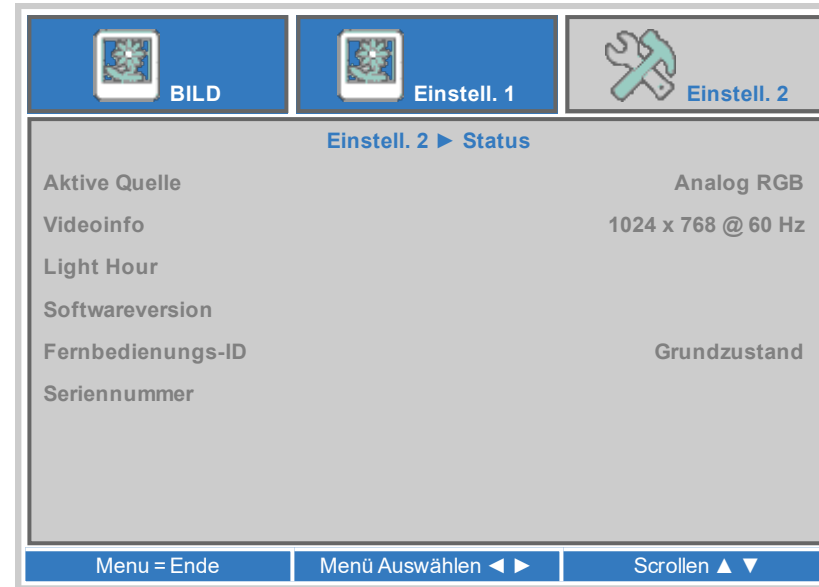 BILD
Einstell. 1
Einstell. 2
Einstell. 2 ► Status
Aktive Quelle Analog RGB
Videoinfo 1024 x 768 @ 60 Hz
Light Hour
Softwareversion
Fernbedienungs-ID Grundzustand
Seriennummer
Menu = Ende Menü Auswählen ◄ ► Scrollen ▲ ▼